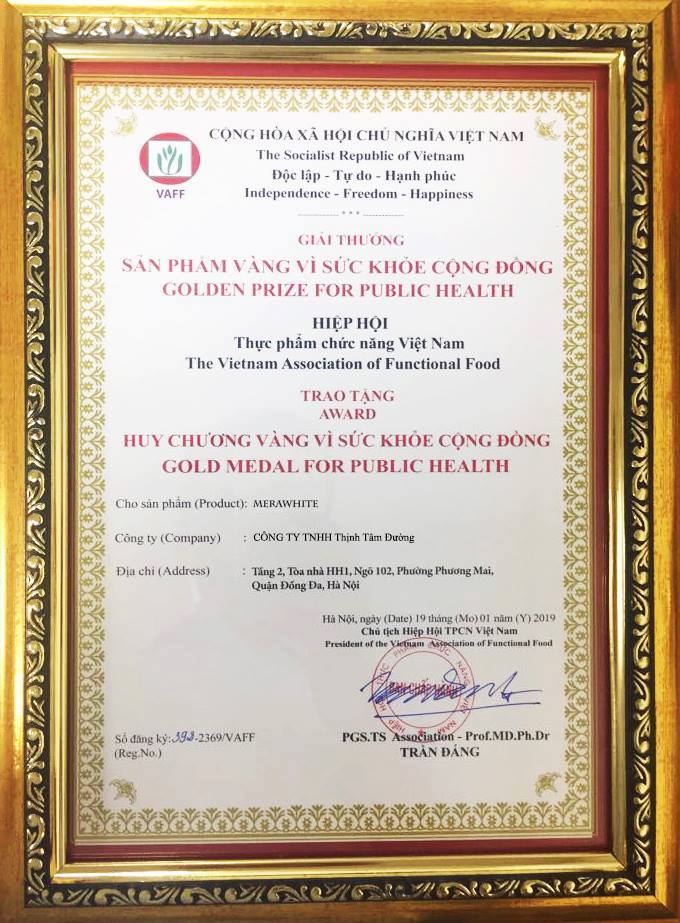 VAFF
CỘNG HÒA XÃ HỘI CHỦ NGHĨA VIỆT NAM
The Socialist Republic of Vietnam
Độc lập - Tự do - Hạnh phúc
Independence - Freedom - Happiness
GIẢI THƯỞNG
SẢN PHẨM VÀNG VÌ SỨC KHỎE CỘNG ĐỒNG
GOLDEN PRIZE FOR PUBLIC HEALTH
HIỆP HỘI
Thực phẩm chức năng Việt Nam
The Vietnam Association of Functional Food
TRAO TẶNG
AWARD
HUY CHƯƠNG VÀNG VÌ SỨC KHỎE CỘNG ĐỒNG
GOLD MEDAL FOR PUBLIC HEALTH
Cho sản phẩm (Product): MERAWHITE
Công ty (Company) : CÔNG TY TNHH Thịnh Tâm Đường
Địa chỉ (Address) : Tầng 2, Tòa nhà HH1, Ngõ 102, Phường Phương Mai,
Quận Đống Đa, Hà Nội
Hà Nội, ngày (Date) 19 tháng (Mo) 01 năm (Y) 2019
Chủ tịch Hiệp Hội TPCN Việt Nam
President of the Vietnam Association of Functional Food
BAN CHẤP HÀNH
Số đăng ký: -2369/VAFF
(Reg.No.)
PGS.TS Association - Prof.MD.Ph.Dr
TRẦN ĐÁNG